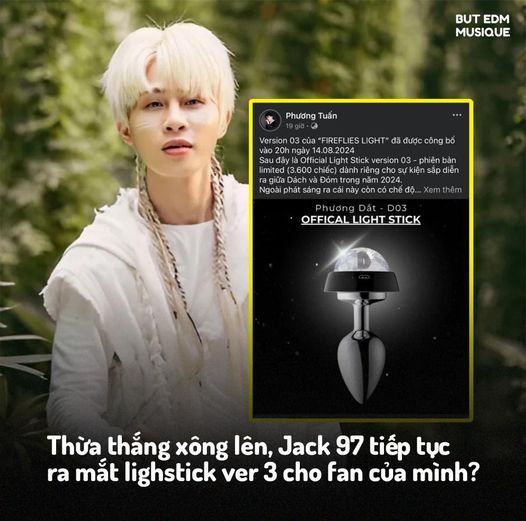 BUT EDM
MUSIQUE
Phương Tuấn
19 giờ
Version 03 của "FIREFLIES LIGHT" đã được công bố
vào 20h ngày 14.08.2024
Sau đây là Official Light Stick version 03 - phiên bản
limited (3.600 chiếc) dành riêng cho sự kiện sắp diễn
ra giữa Dách và Đóm trong năm 2024.
Ngoài phát sáng ra cái này còn có chế độ... Xem thêm
Phương Dắt - D03
OFFICAL LIGHT STICK
D
Thừa thắng xông lên, Jack 97 tiếp tục
ra mắt lighstick ver 3 cho fan của mình?